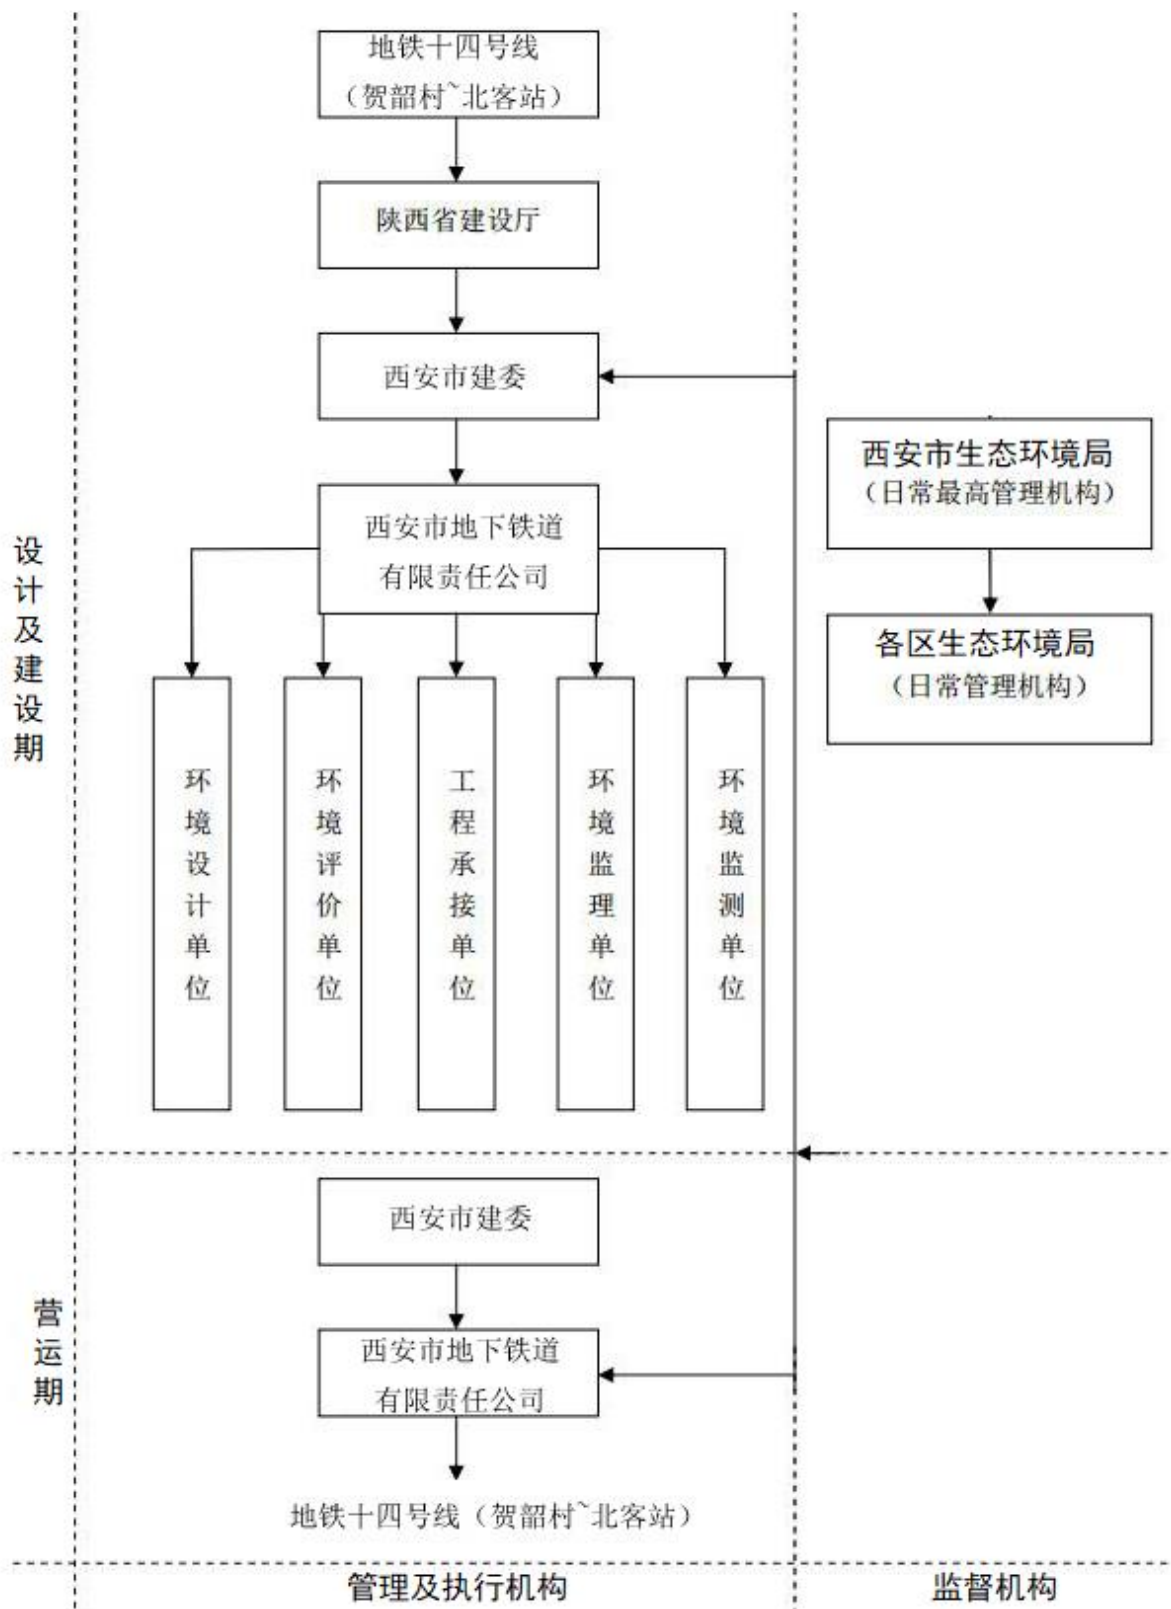 地铁十四号线
（贺韶村~北客站）
陕西省建设厅
西安市建委
西安市地下铁道
有限责任公司
环境设计单位
环境评价单位
工程承接单位
环境监理单位
环境监测单位
西安市生态环境局
（日常最高管理机构）
各区生态环境局
（日常管理机构）
设计及建设期
西安市建委
西安市地下铁道
有限责任公司
地铁十四号线（贺韶村~北客站）
营运期
管理及执行机构
监督机构